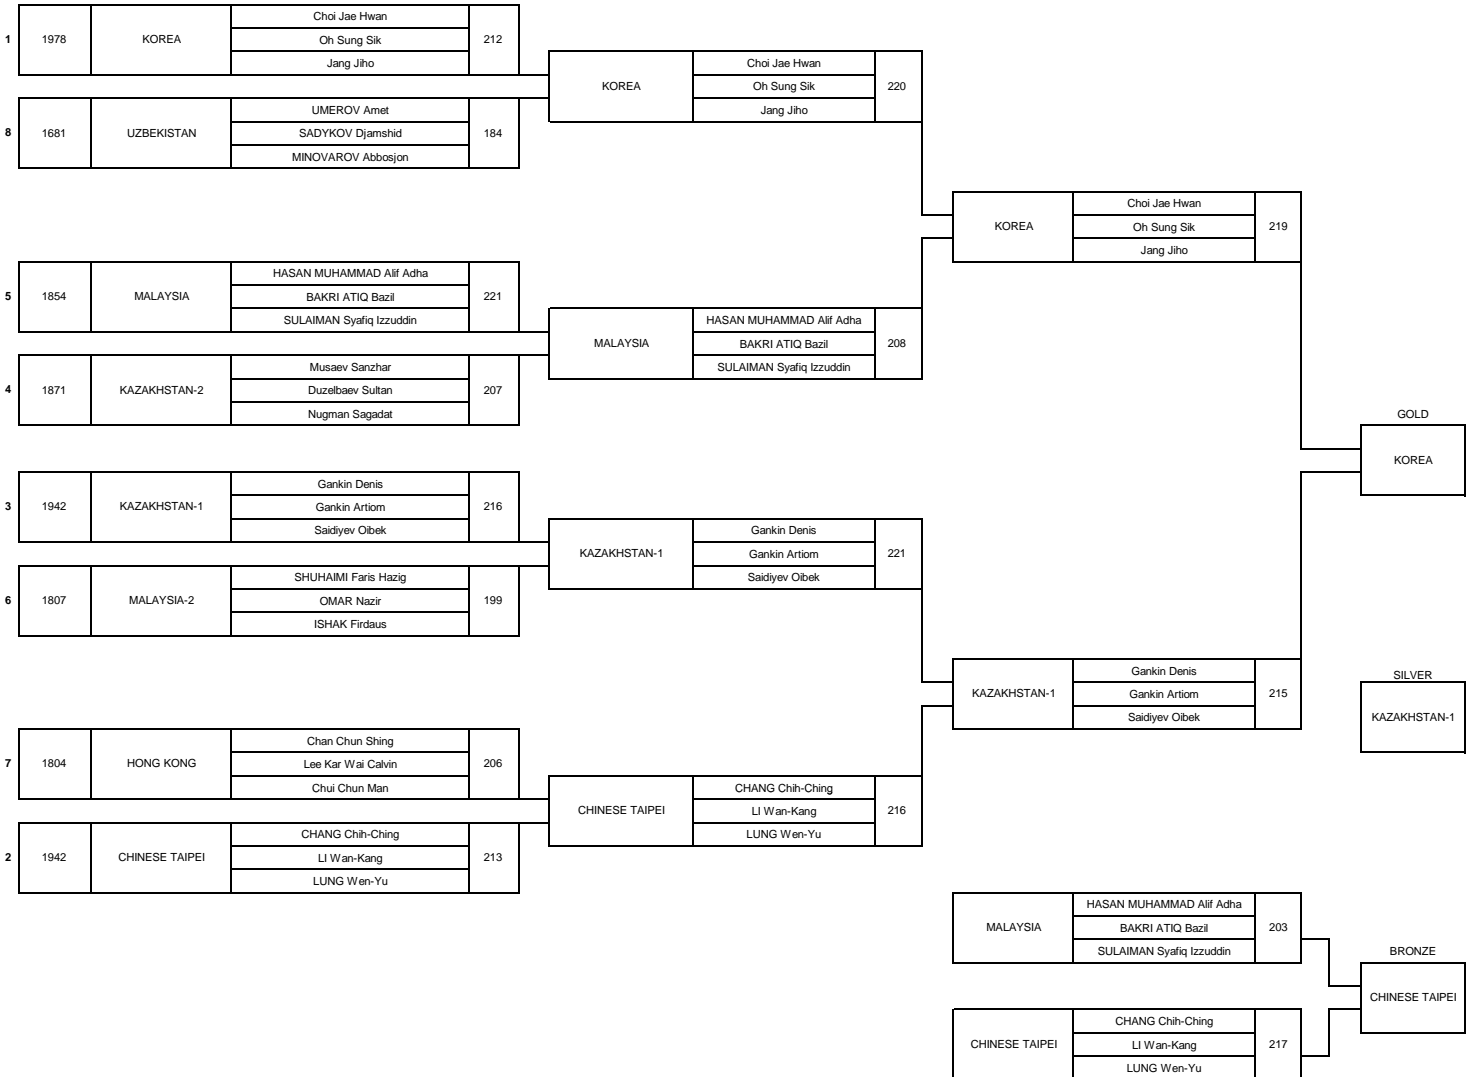 Choi Jae Hwan
1 1978 KOREA Oh Sung Sik 212
Jang Jiho
UMEROV Amet
8 1681 UZBEKISTAN SADYKOV Djamshid 184
MINOVAROV Abbosjon
HASAN MUHAMMAD Alif Adha
5 1854 MALAYSIA BAKRI ATIQ Bazil 221
SULAIMAN Syafiq Izzuddin
Musaev Sanzhar
4 1871 KAZAKHSTAN-2 Duzelbaev Sultan 207
Nugman Sagadat
Gankin Denis
3 1942 KAZAKHSTAN-1 Gankin Artiom 216
Saidiyev Oibek
SHUHAIMI Faris Hazig
6 1807 MALAYSIA-2 OMAR Nazir 199
ISHAK Firdaus
Chan Chun Shing
7 1804 HONG KONG Lee Kar Wai Calvin 206
Chui Chun Man
CHANG Chih-Ching
2 1942 CHINESE TAIPEI LI Wan-Kang 213
LUNG Wen-Yu
Choi Jae Hwan
KOREA Oh Sung Sik 220
Jang Jiho
HASAN MUHAMMAD Alif Adha
MALAYSIA BAKRI ATIQ Bazil 208
SULAIMAN Syafiq Izzuddin
Gankin Denis
KAZAKHSTAN-1 Gankin Artiom 221
Saidiyev Oibek
CHANG Chih-Ching
CHINESE TAIPEI LI Wan-Kang 216
LUNG Wen-Yu
Choi Jae Hwan
KOREA Oh Sung Sik 219
Jang Jiho
Gankin Denis
KAZAKHSTAN-1 Gankin Artiom 215
Saidiyev Oibek
HASAN MUHAMMAD Alif Adha
MALAYSIA BAKRI ATIQ Bazil 203
SULAIMAN Syafiq Izzuddin
CHANG Chih-Ching
CHINESE TAIPEI LI Wan-Kang 217
LUNG Wen-Yu
GOLD
KOREA
SILVER
KAZAKHSTAN-1
BRONZE
CHINESE TAIPEI